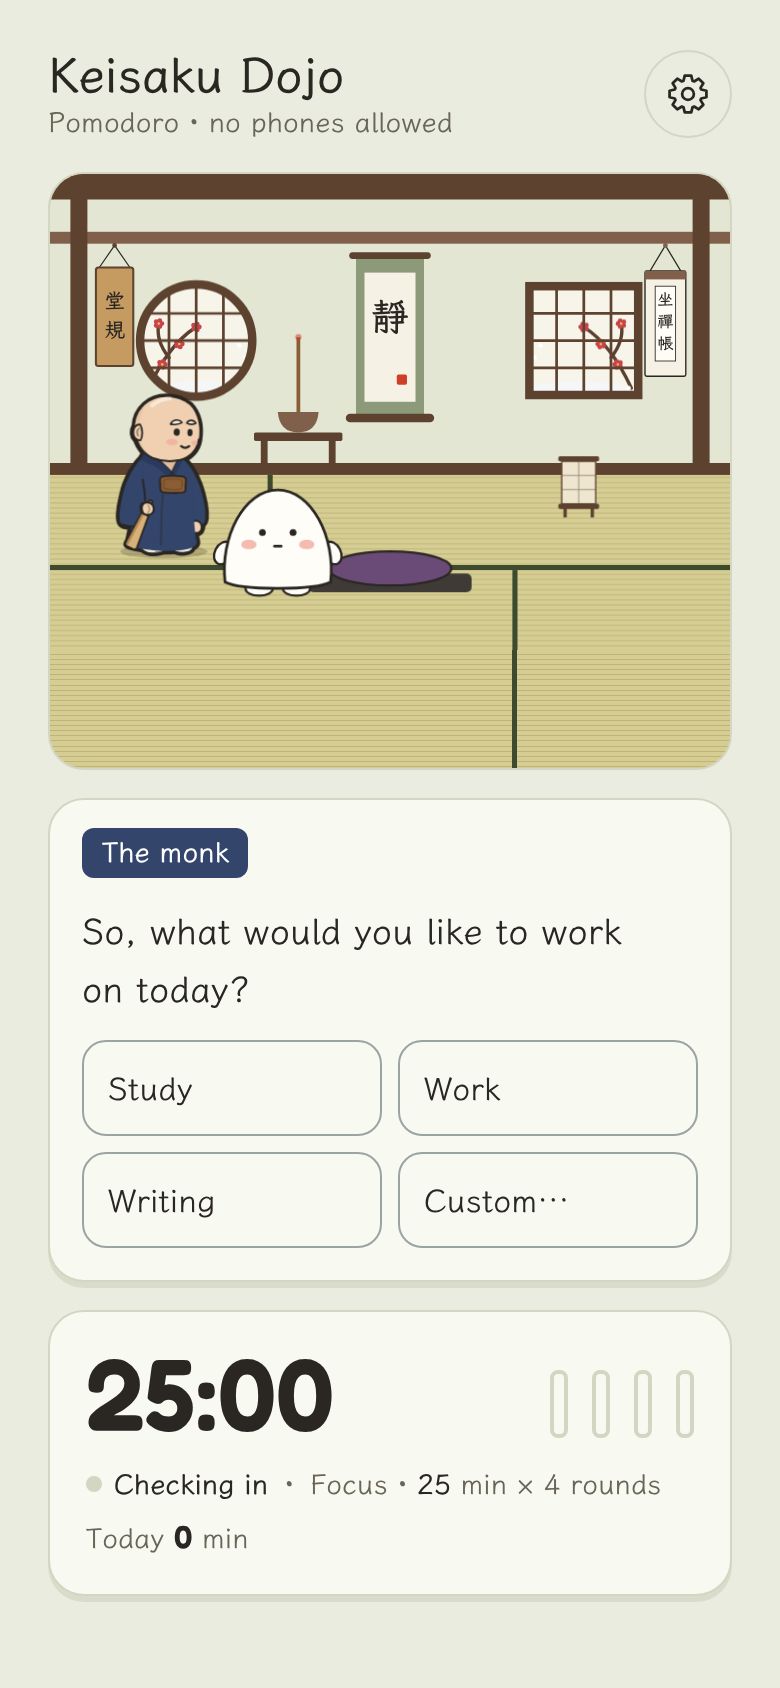 Keisaku Dojo
Pomodoro • no phones allowed
堂規
靜
坐禪帳
The monk
So, what would you like to work
on today?
Study
Work
Writing
Custom⋯
25:00
Checking in • Focus • 25 min × 4 rounds
Today 0 min